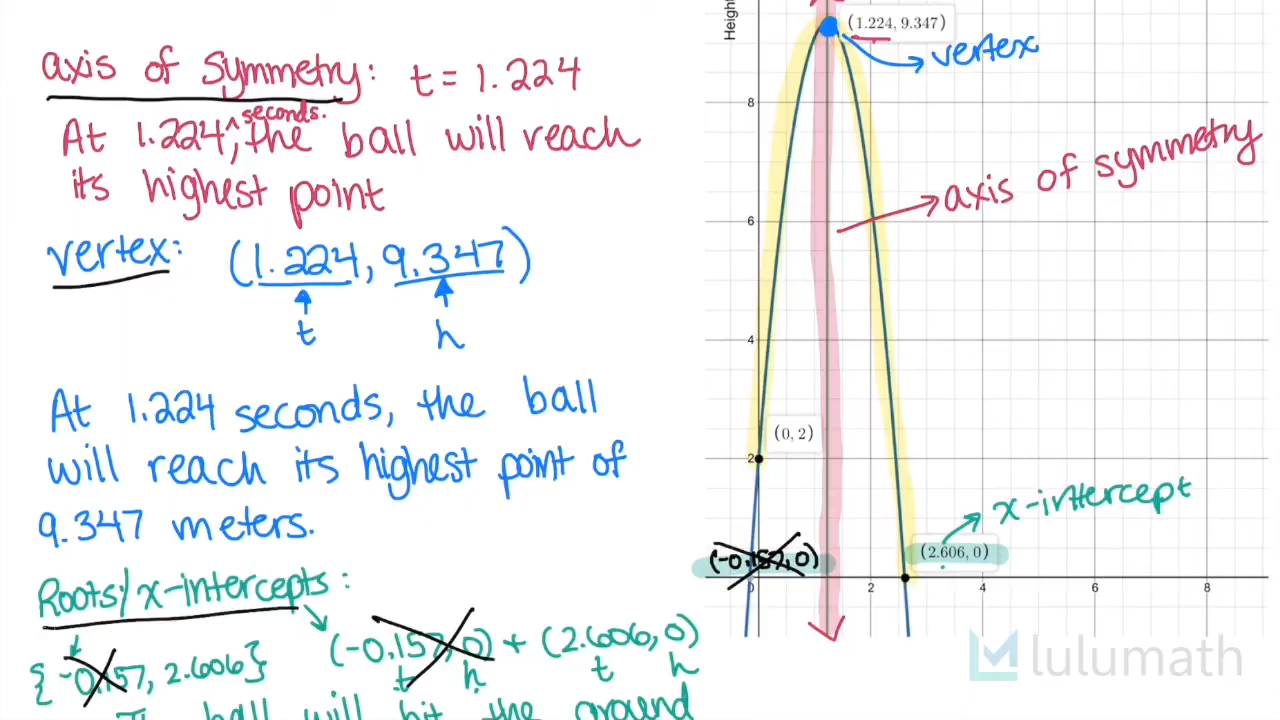 axis of symmetry: t = 1.224
seconds.
At 1.224^, the ball will reach
its highest point
vertex: (1.224, 9.347)
t h
At 1.224 seconds, the ball
will reach its highest point of
9.347 meters.
Roots/x-intercepts:
(-0.157, 0) + (2.606, 0)
t h t h
{-0.157, 2.606}
The ball will hit the ground
Height
(1.224, 9.347)
vertex
8
axis of symmetry
6
4
(0, 2)
2
x-intercept
(-0.157, 0)
(2.606, 0)
0 2 4 6 8
lulumath